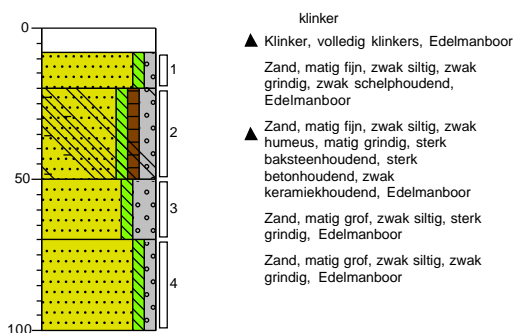 klinker
0
Klinker, volledig klinkers, Edelmanboor
1
Zand, matig fijn, zwak siltig, zwak
grindig, zwak schelphoudend,
Edelmanboor
2
Zand, matig fijn, zwak siltig, zwak
humeus, matig grindig, sterk
baksteenhoudend, sterk
betonhoudend, zwak
keramiekhoudend, Edelmanboor
50
3
Zand, matig grof, zwak siltig, sterk
grindig, Edelmanboor
4
Zand, matig grof, zwak siltig, zwak
grindig, Edelmanboor
100